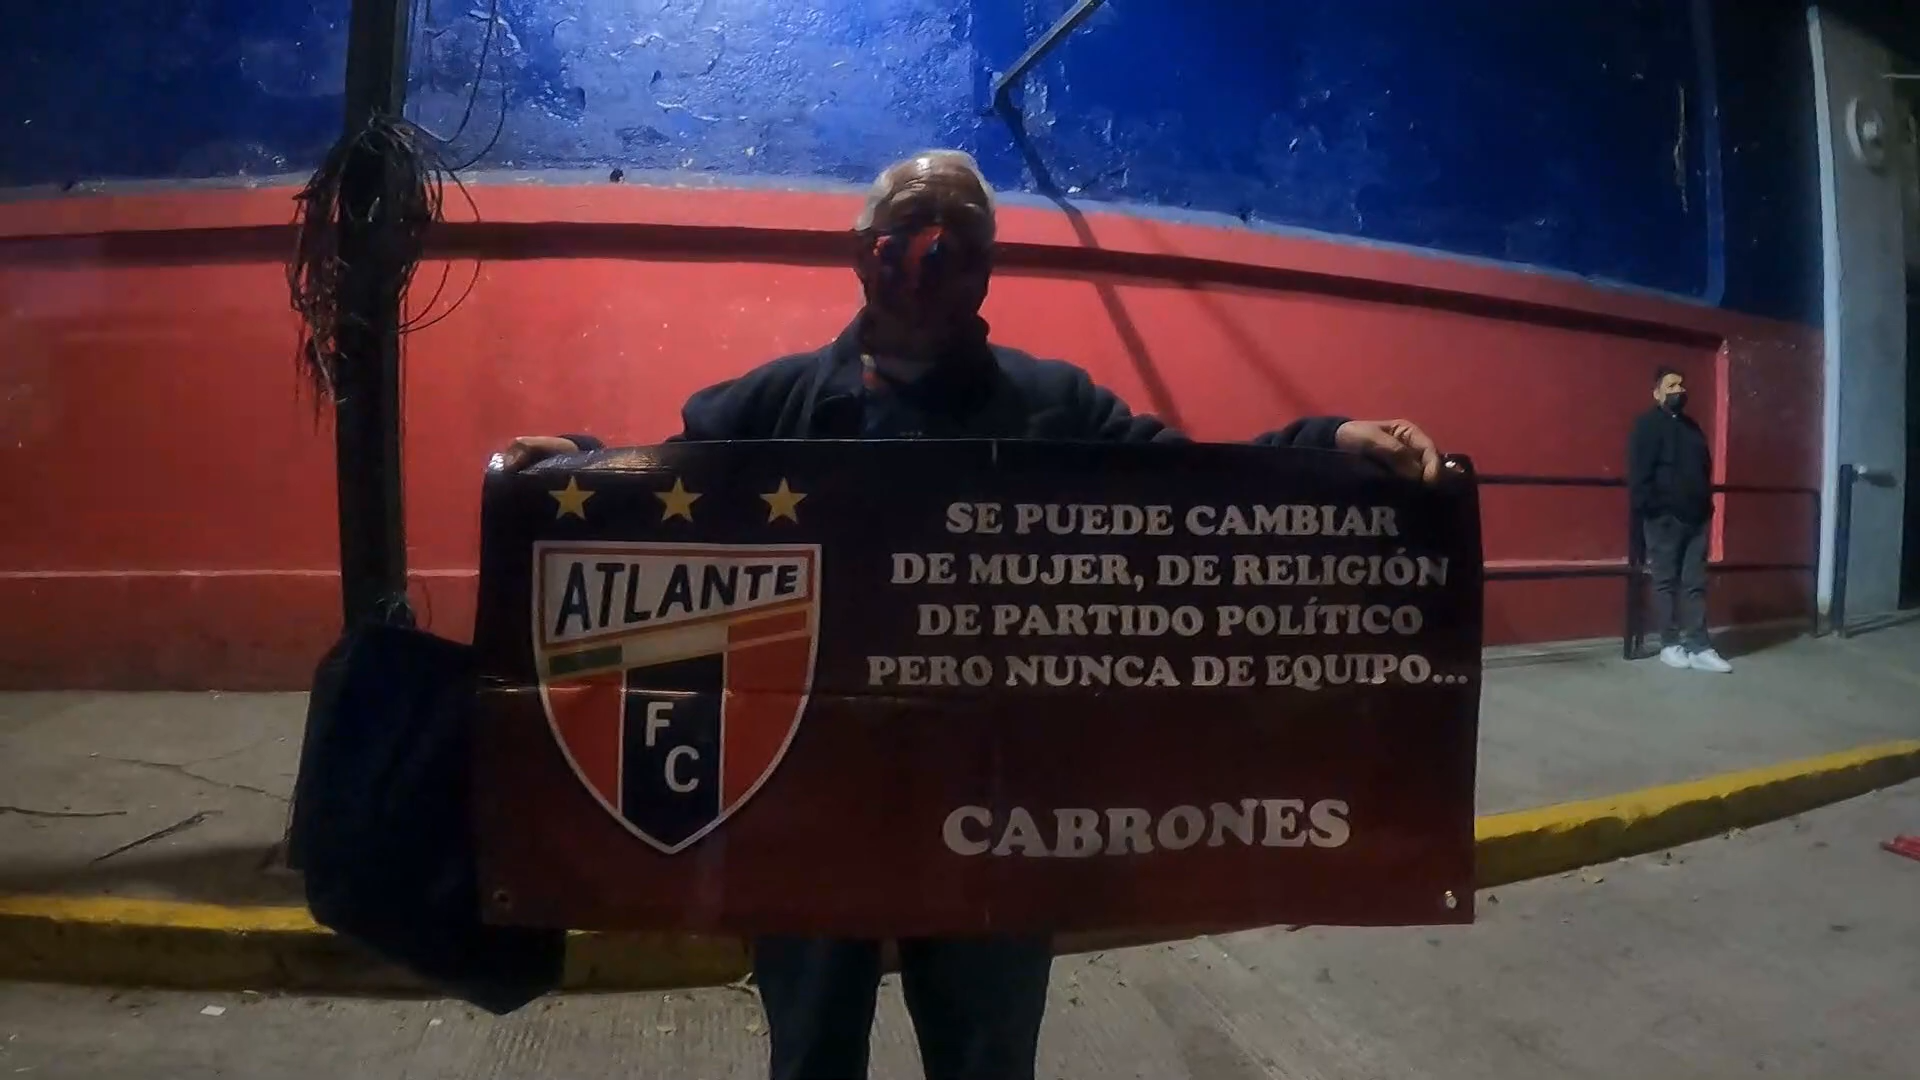 ATLANTE
FC
SE PUEDE CAMBIAR
DE MUJER, DE RELIGIÓN
DE PARTIDO POLÍTICO
PERO NUNCA DE EQUIPO...
CABRONES